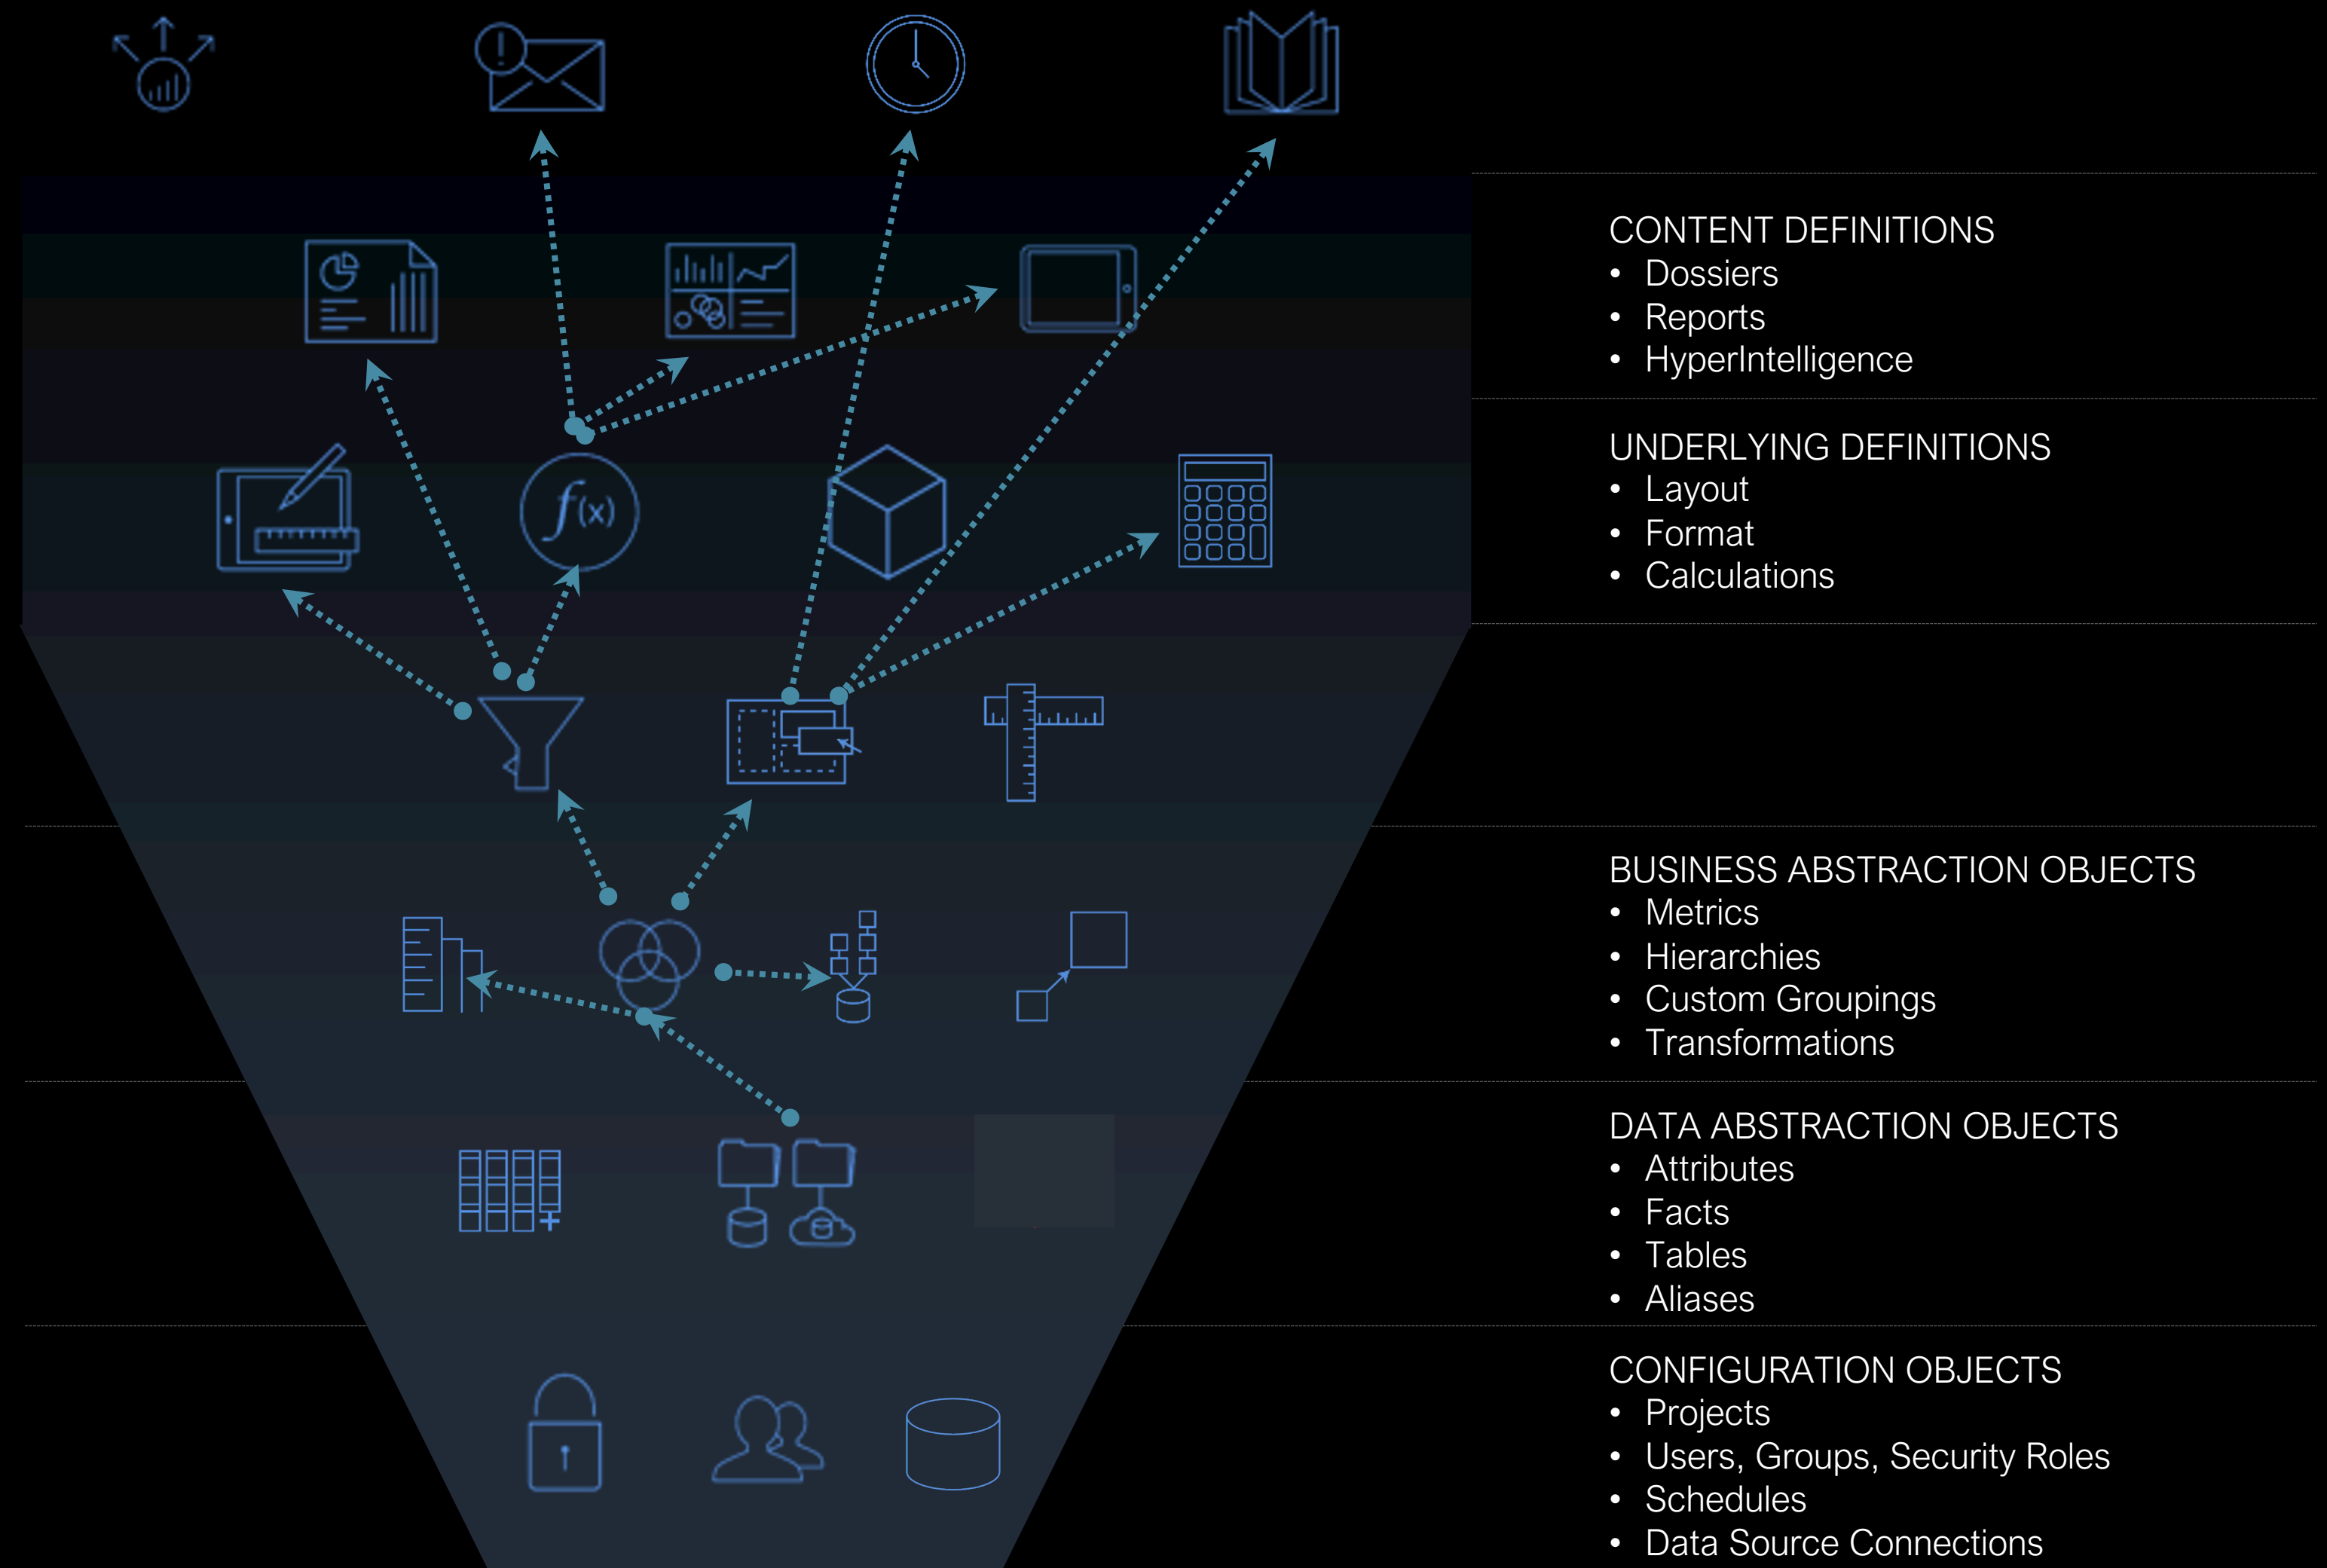 CONTENT DEFINITIONS
• Dossiers
• Reports
• HyperIntelligence
UNDERLYING DEFINITIONS
• Layout
• Format
• Calculations
f(x)
BUSINESS ABSTRACTION OBJECTS
• Metrics
• Hierarchies
• Custom Groupings
• Transformations
DATA ABSTRACTION OBJECTS
• Attributes
• Facts
• Tables
• Aliases
CONFIGURATION OBJECTS
• Projects
• Users, Groups, Security Roles
• Schedules
• Data Source Connections